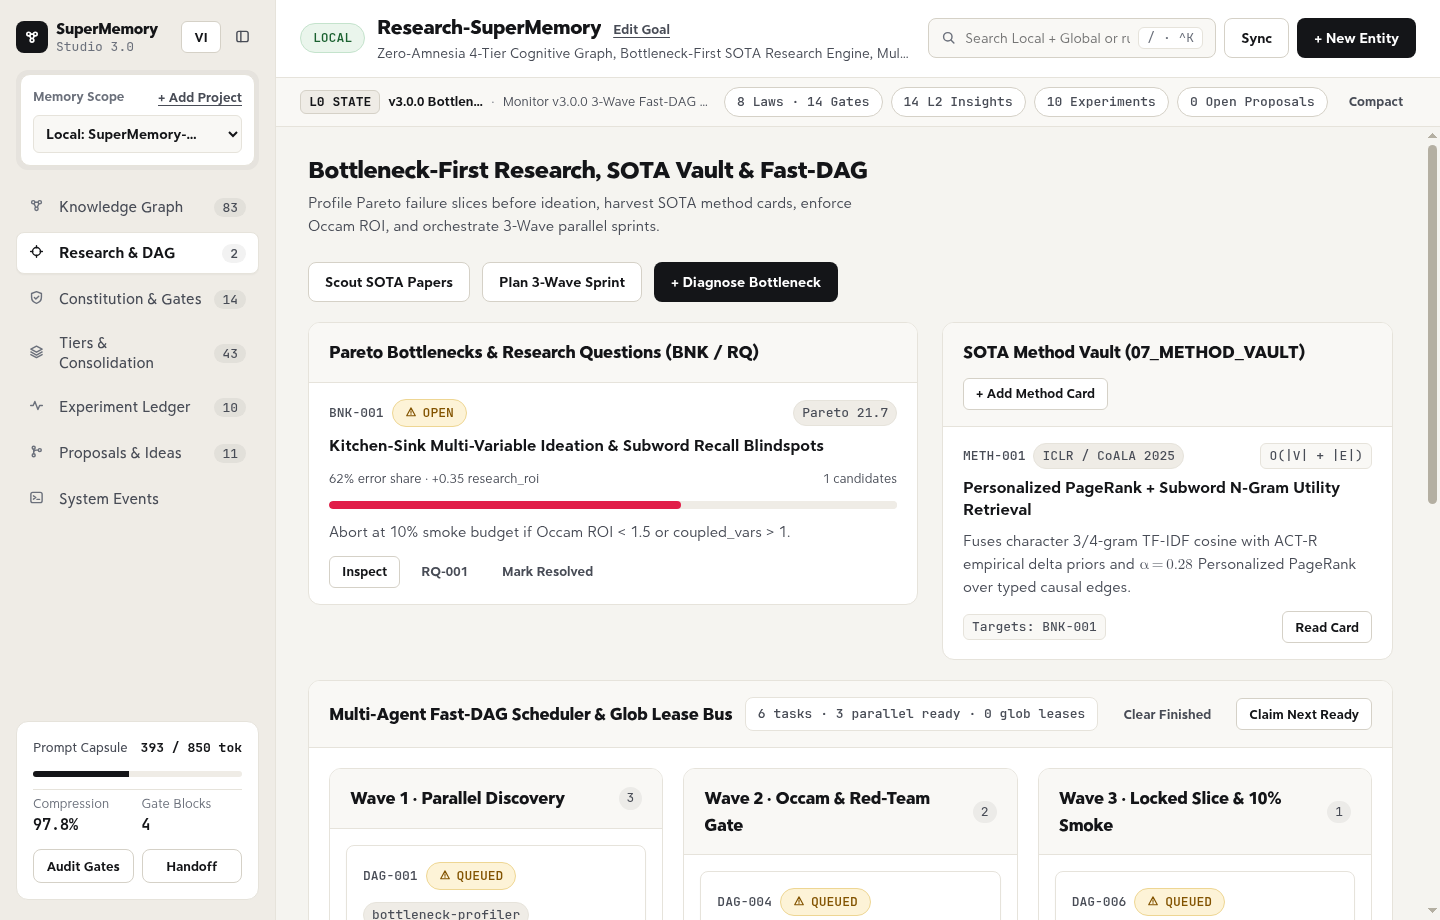 SuperMemory
Studio 3.0
VI
Memory Scope
+ Add Project
Local: SuperMemory-...
Knowledge Graph 83
Research & DAG 2
Constitution & Gates 14
Tiers &
Consolidation 43
Experiment Ledger 10
Proposals & Ideas 11
System Events
Prompt Capsule 393 / 850 tok
Compression Gate Blocks
97.8% 4
Audit Gates Handoff
LOCAL
Research-SuperMemory Edit Goal
Zero-Amnesia 4-Tier Cognitive Graph, Bottleneck-First SOTA Research Engine, Mul...
Search Local + Global or ru / · ^K
Sync
+ New Entity
L0 STATE v3.0.0 Bottlen... · Monitor v3.0.0 3-Wave Fast-DAG ...
8 Laws · 14 Gates
14 L2 Insights
10 Experiments
0 Open Proposals
Compact
Bottleneck-First Research, SOTA Vault & Fast-DAG
Profile Pareto failure slices before ideation, harvest SOTA method cards, enforce
Occam ROI, and orchestrate 3-Wave parallel sprints.
Scout SOTA Papers
Plan 3-Wave Sprint
+ Diagnose Bottleneck
Pareto Bottlenecks & Research Questions (BNK / RQ)
BNK-001 ⚠ OPEN Pareto 21.7
Kitchen-Sink Multi-Variable Ideation & Subword Recall Blindspots
62% error share · +0.35 research_roi 1 candidates
Abort at 10% smoke budget if Occam ROI < 1.5 or coupled_vars > 1.
Inspect RQ-001 Mark Resolved
SOTA Method Vault (07_METHOD_VAULT)
+ Add Method Card
METH-001 ICLR / CoALA 2025 O(|V| + |E|)
Personalized PageRank + Subword N-Gram Utility
Retrieval
Fuses character 3/4-gram TF-IDF cosine with ACT-R
empirical delta priors and α = 0.28 Personalized PageRank
over typed causal edges.
Targets: BNK-001 Read Card
Multi-Agent Fast-DAG Scheduler & Glob Lease Bus
6 tasks · 3 parallel ready · 0 glob leases
Clear Finished
Claim Next Ready
Wave 1 · Parallel Discovery 3
DAG-001 ⚠ QUEUED
bottleneck-profiler
Wave 2 · Occam & Red-Team
Gate 2
DAG-004 ⚠ QUEUED
Wave 3 · Locked Slice & 10%
Smoke 1
DAG-006 ⚠ QUEUED